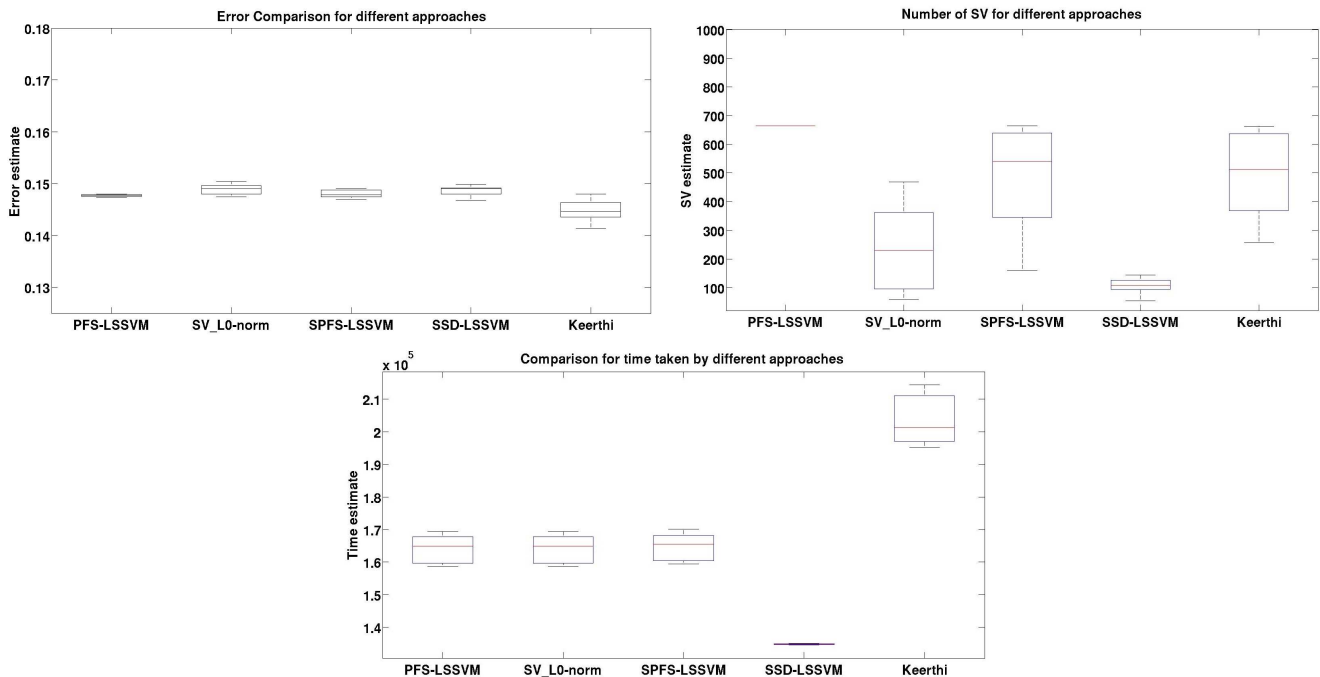 Error Comparison for different approaches
0.18
0.17
0.16
0.15
0.14
0.13
Error estimate
PFS-LSSVM SV_L0-norm SPFS-LSSVM SSD-LSSVM Keerthi
Number of SV for different approaches
1000
900
800
700
600
500
400
300
200
100
SV estimate
PFS-LSSVM SV_L0-norm SPFS-LSSVM SSD-LSSVM Keerthi
Comparison for time taken by different approaches
x 10^5
2.1
2
1.9
1.8
1.7
1.6
1.5
1.4
Time estimate
PFS-LSSVM SV_L0-norm SPFS-LSSVM SSD-LSSVM Keerthi